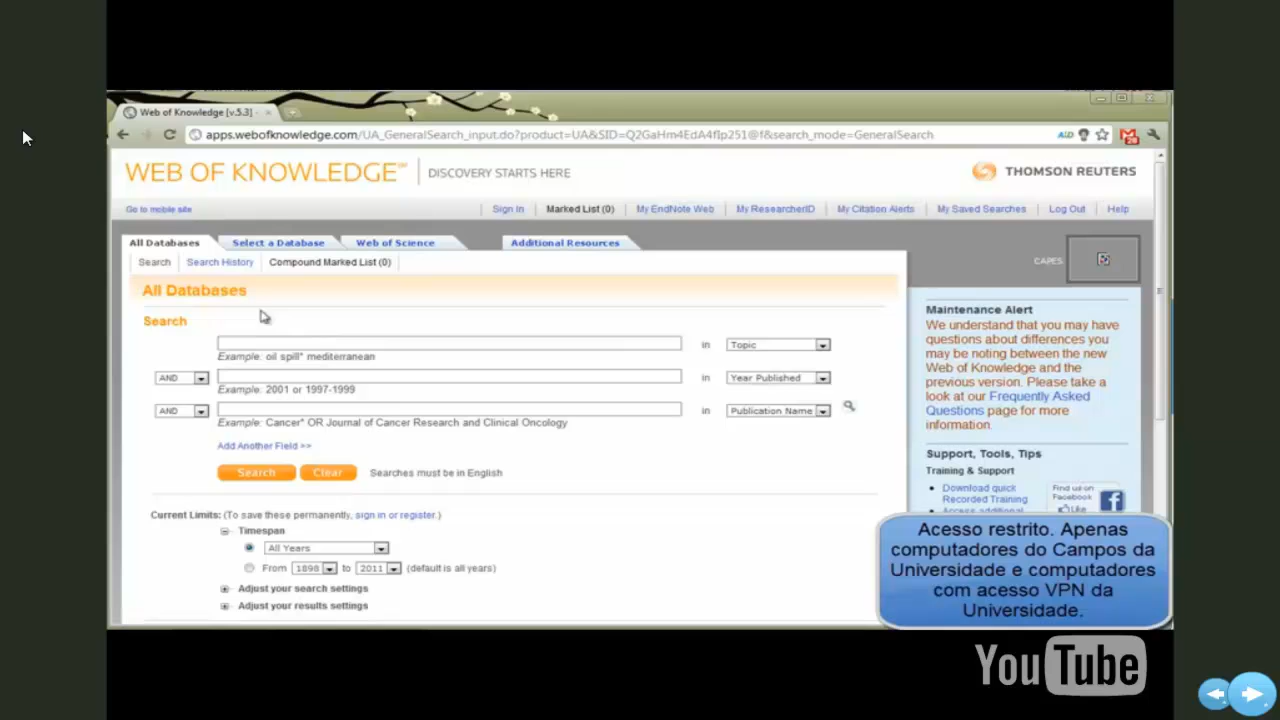 Web of Knowledge [v.5.3] -
apps.webofknowledge.com/UA_GeneralSearch_input.do?product=UA&SID=Q2GaHm4EdA4fIp251@f&search_mode=GeneralSearch
WEB OF KNOWLEDGE℠ DISCOVERY STARTS HERE
THOMSON REUTERS
Go to mobile site
Sign In Marked List (0) My EndNote Web My ResearcherID My Citation Alerts My Saved Searches Log Out Help
All Databases Select a Database Web of Science Additional Resources
Search Search History Compound Marked List (0)
CAPES
All Databases
Search
in Topic
Example: oil spill* mediterranean
AND in Year Published
Example: 2001 or 1997-1999
AND in Publication Name
Example: Cancer* OR Journal of Cancer Research and Clinical Oncology
Add Another Field >>
Search Clear Searches must be in English
Current Limits: (To save these permanently, sign in or register.)
Timespan
All Years
From 1898 to 2011 (default is all years)
Adjust your search settings
Adjust your results settings
Maintenance Alert
We understand that you may have
questions about differences you
may be noting between the new
Web of Knowledge and the
previous version. Please take a
look at our Frequently Asked
Questions page for more
information.
Support, Tools, Tips
Training & Support
Download quick
Recorded Training
Access additional
Find us on
Facebook
Like
Acesso restrito. Apenas
computadores do Campos da
Universidade e computadores
com acesso VPN da
Universidade.
YouTube